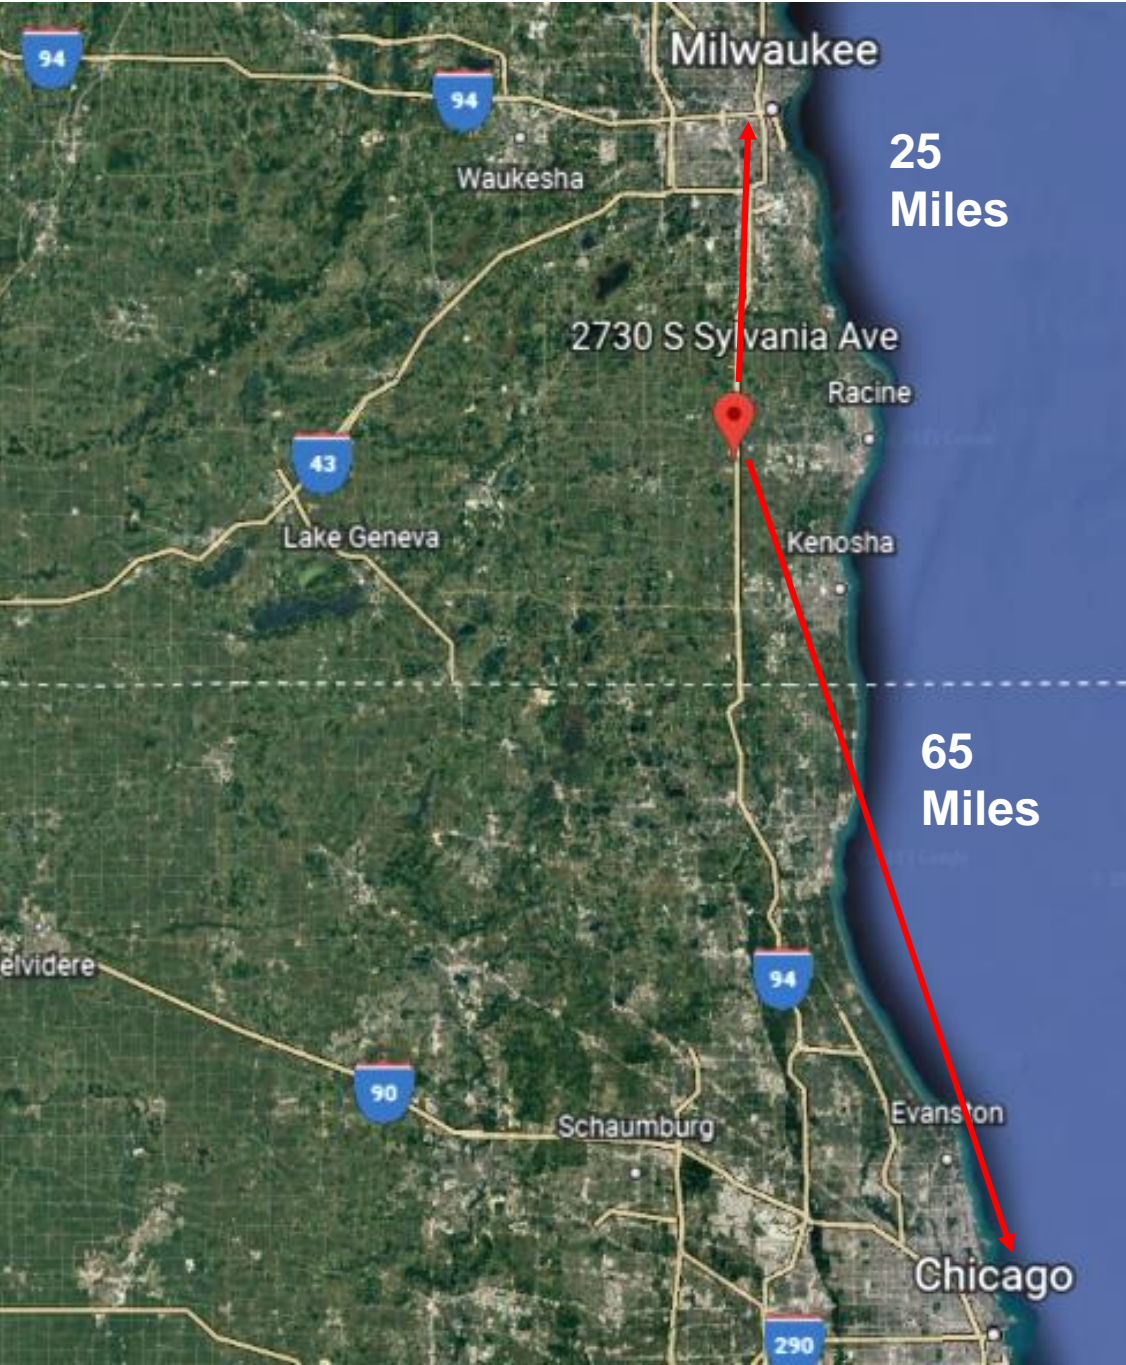 Milwaukee
94
94
Waukesha
25
Miles
2730 S Sylvania Ave
Racine
43
Lake Geneva
Kenosha
65
Miles
elvidere
94
90
Evanston
Schaumburg
Chicago
290